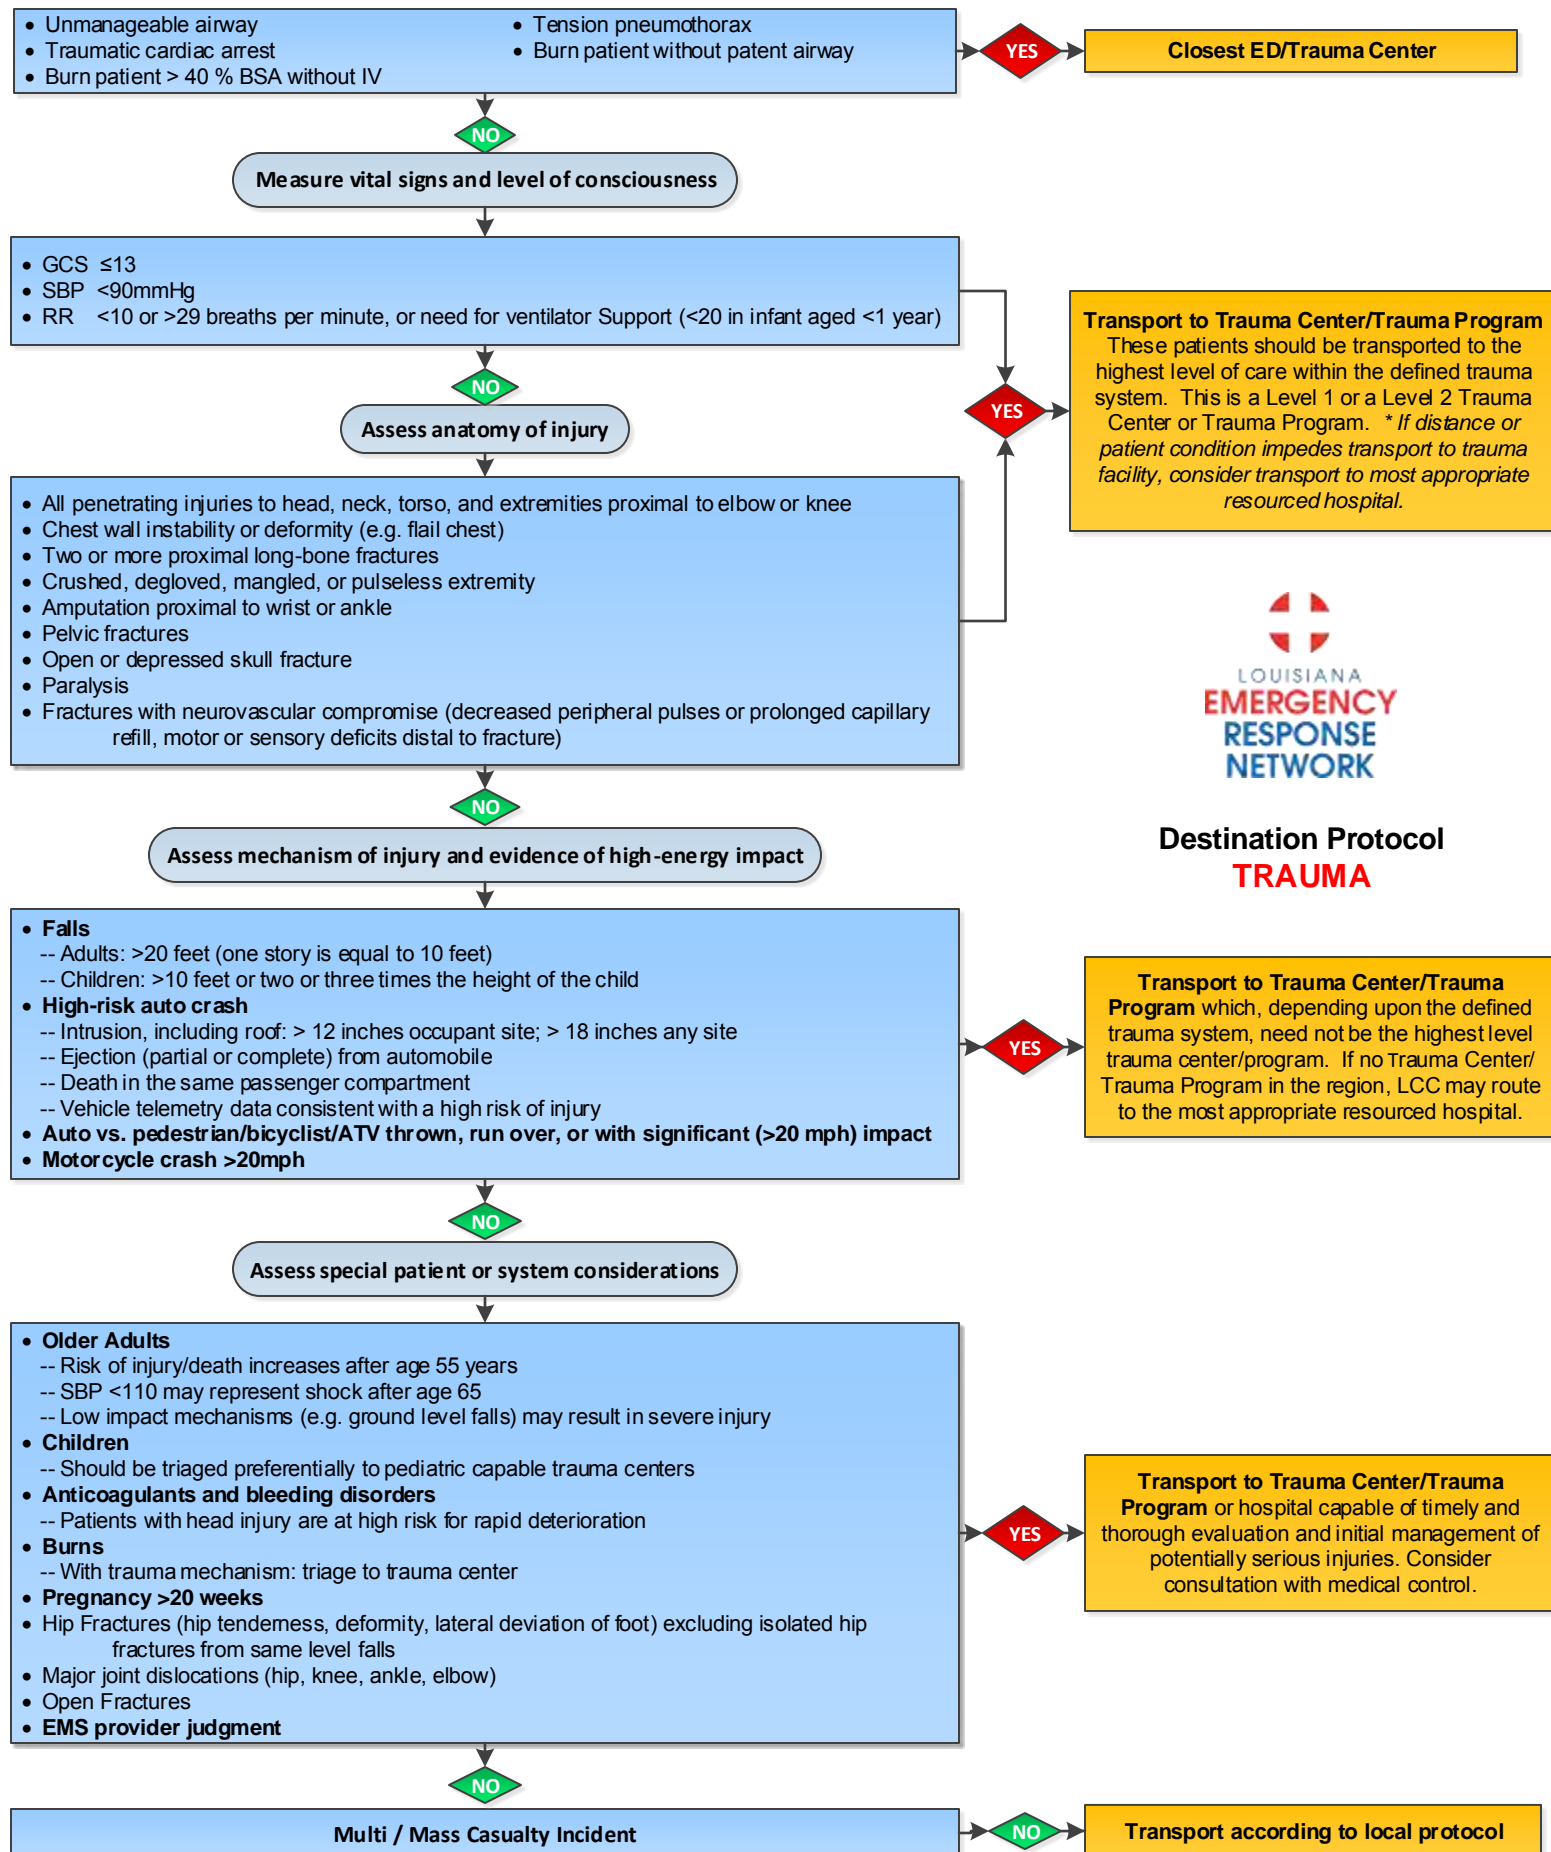 • Unmanageable airway
• Traumatic cardiac arrest
• Burn patient > 40 % BSA without IV
• Tension pneumothorax
• Burn patient without patent airway
YES
Closest ED/Trauma Center
NO
Measure vital signs and level of consciousness
• GCS ≤13
• SBP <90mmHg
• RR <10 or >29 breaths per minute, or need for ventilator Support (<20 in infant aged <1 year)
NO
YES
Transport to Trauma Center/Trauma Program
These patients should be transported to the
highest level of care within the defined trauma
system. This is a Level 1 or a Level 2 Trauma
Center or Trauma Program. * If distance or
patient condition impedes transport to trauma
facility, consider transport to most appropriate
resourced hospital.
Assess anatomy of injury
• All penetrating injuries to head, neck, torso, and extremities proximal to elbow or knee
• Chest wall instability or deformity (e.g. flail chest)
• Two or more proximal long-bone fractures
• Crushed, degloved, mangled, or pulseless extremity
• Amputation proximal to wrist or ankle
• Pelvic fractures
• Open or depressed skull fracture
• Paralysis
• Fractures with neurovascular compromise (decreased peripheral pulses or prolonged capillary
refill, motor or sensory deficits distal to fracture)
LOUISIANA
EMERGENCY
RESPONSE
NETWORK
NO
Destination Protocol
TRAUMA
Assess mechanism of injury and evidence of high-energy impact
• Falls
-- Adults: >20 feet (one story is equal to 10 feet)
-- Children: >10 feet or two or three times the height of the child
• High-risk auto crash
-- Intrusion, including roof: > 12 inches occupant site; > 18 inches any site
-- Ejection (partial or complete) from automobile
-- Death in the same passenger compartment
-- Vehicle telemetry data consistent with a high risk of injury
• Auto vs. pedestrian/bicyclist/ATV thrown, run over, or with significant (>20 mph) impact
• Motorcycle crash >20mph
YES
Transport to Trauma Center/Trauma
Program which, depending upon the defined
trauma system, need not be the highest level
trauma center/program. If no Trauma Center/
Trauma Program in the region, LCC may route
to the most appropriate resourced hospital.
NO
Assess special patient or system considerations
• Older Adults
-- Risk of injury/death increases after age 55 years
-- SBP <110 may represent shock after age 65
-- Low impact mechanisms (e.g. ground level falls) may result in severe injury
• Children
-- Should be triaged preferentially to pediatric capable trauma centers
• Anticoagulants and bleeding disorders
-- Patients with head injury are at high risk for rapid deterioration
• Burns
-- With trauma mechanism: triage to trauma center
• Pregnancy >20 weeks
• Hip Fractures (hip tenderness, deformity, lateral deviation of foot) excluding isolated hip
fractures from same level falls
• Major joint dislocations (hip, knee, ankle, elbow)
• Open Fractures
• EMS provider judgment
YES
Transport to Trauma Center/Trauma
Program or hospital capable of timely and
thorough evaluation and initial management of
potentially serious injuries. Consider
consultation with medical control.
NO
Multi / Mass Casualty Incident
NO
Transport according to local protocol